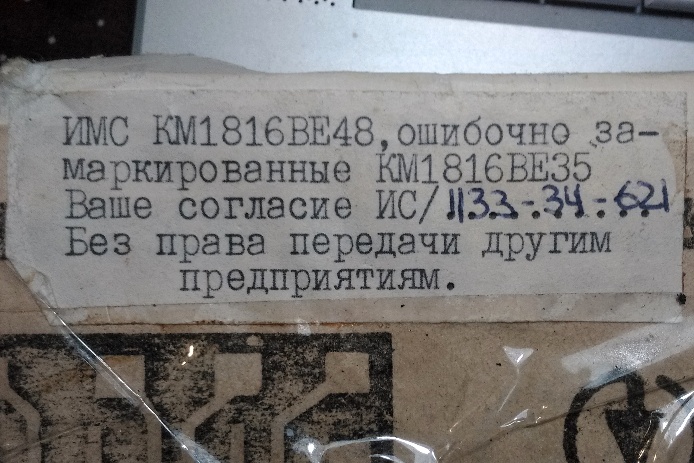 ИМС КМ1816ВЕ48, ошибочно за-
маркированные КМ1816ВЕ35
Ваше согласие ИС/1133-34-621
Без права передачи другим
предприятиям.